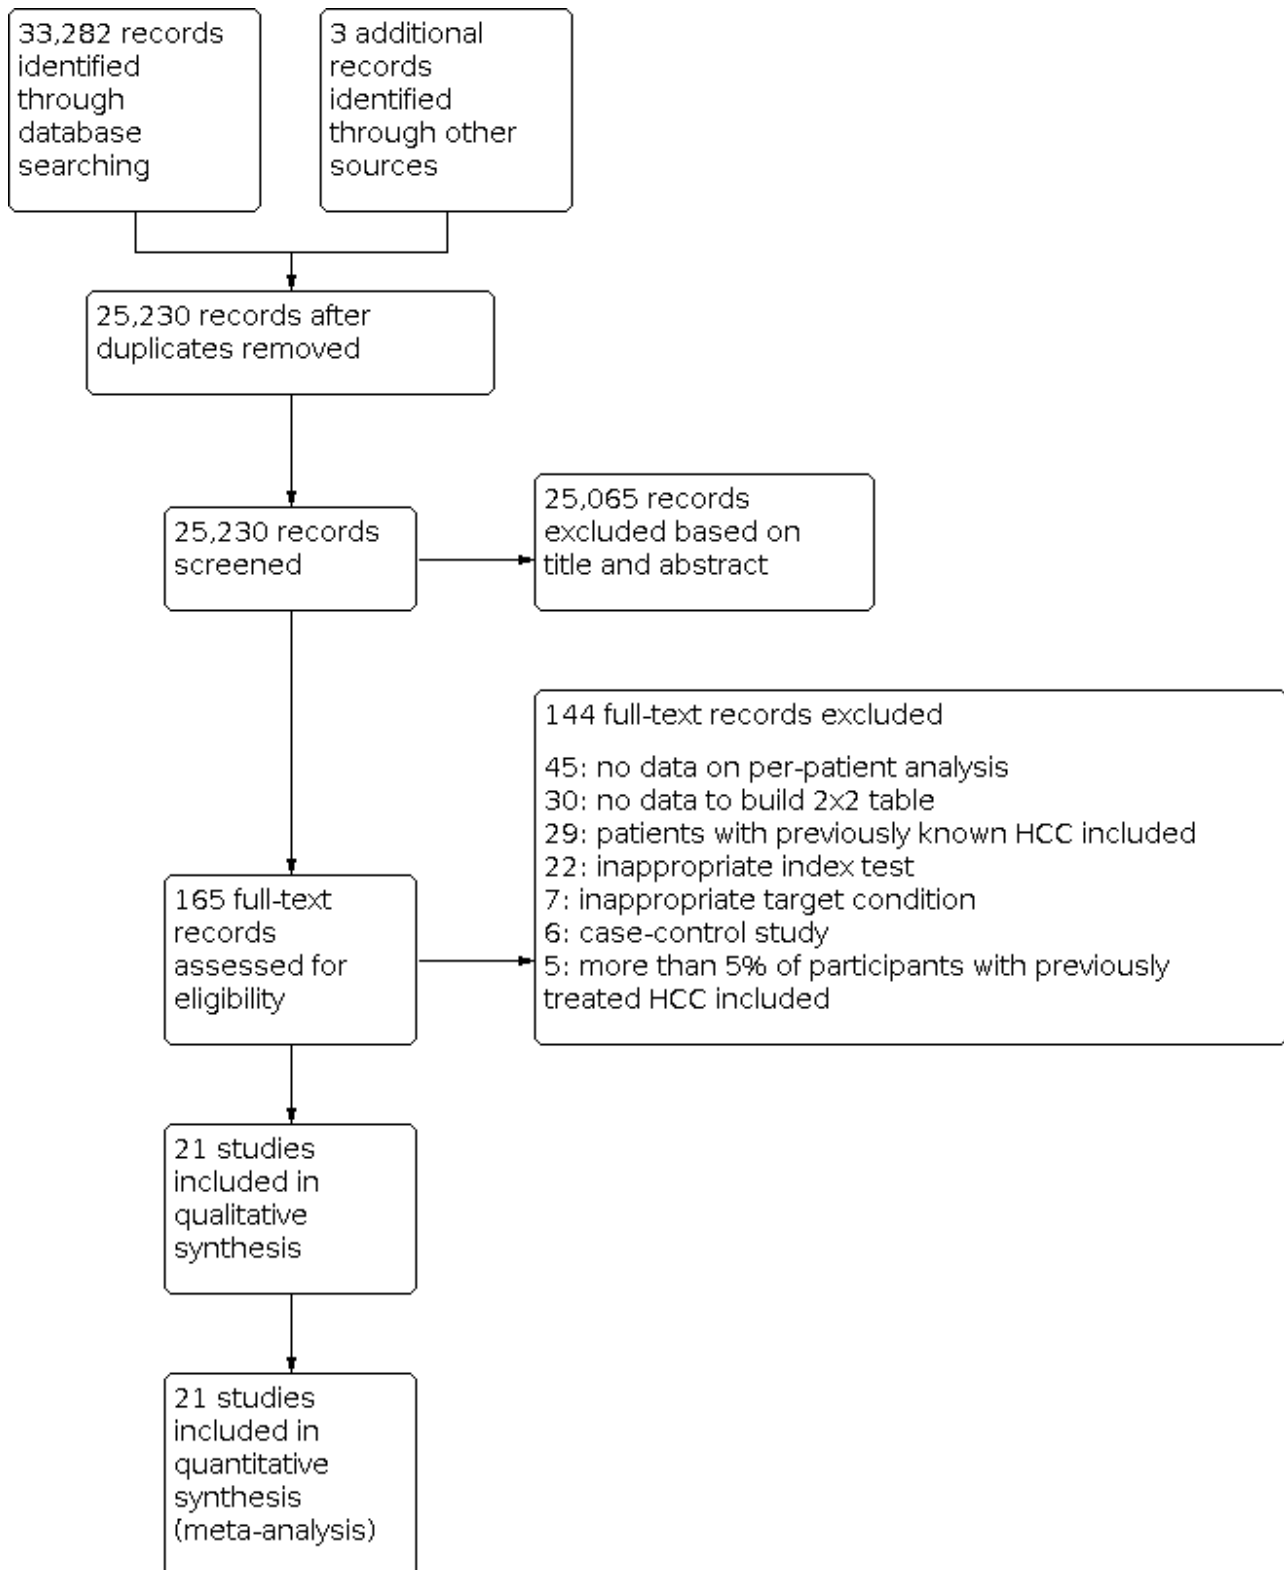 33,282 records
identified
through
database
searching
3 additional
records
identified
through other
sources
25,230 records after
duplicates removed
25,230 records
screened
25,065 records
excluded based on
title and abstract
165 full-text
records
assessed for
eligibility
144 full-text records excluded
45: no data on per-patient analysis
30: no data to build 2x2 table
29: patients with previously known HCC included
22: inappropriate index test
7: inappropriate target condition
6: case-control study
5: more than 5% of participants with previously
treated HCC included
21 studies
included in
qualitative
synthesis
21 studies
included in
quantitative
synthesis
(meta-analysis)